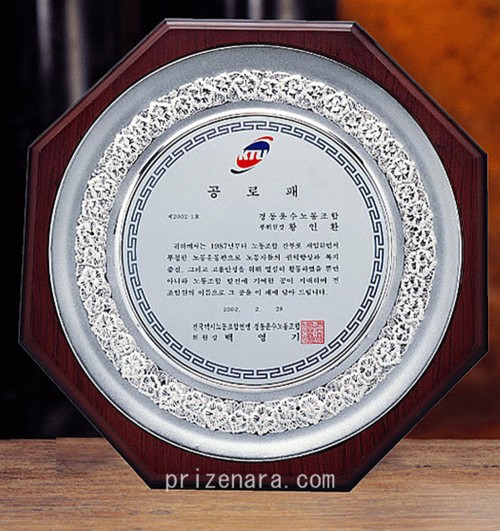 KTU
공로패
제2002-1호 경동운수노동조합
부위원장 황인환
귀하께서는 1987년부터 노동조합 간부로 재임하면서
투철한 노동운동관으로 노동자들의 권익향상과 복지
증진, 그리고 고용안정을 위해 열심히 활동하였을 뿐만
아니라 노동조합 발전에 기여한 공이 지대하여 전
조합원의 이름으로 그 공을 이 패에 담아 드립니다.
2002. 2. 28
전국택시노동조합연맹 경동운수노동조합
위원장 백영기
prizenara.com